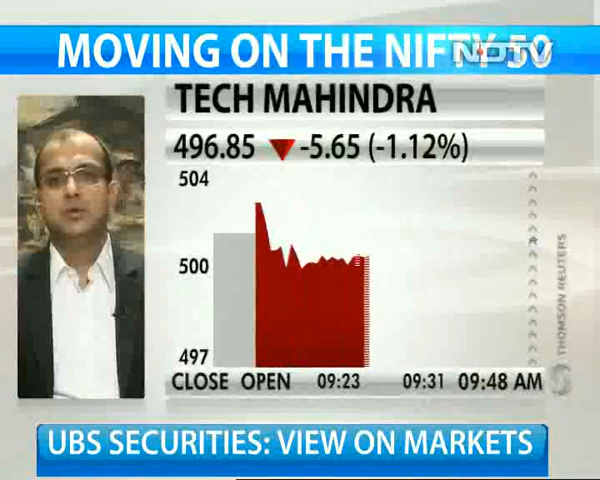 MOVING ON THE NIFTY 50
NDTV
TECH MAHINDRA
496.85 ▼ -5.65 (-1.12%)
504
500
497
CLOSE OPEN 09:23 09:31 09:48 AM
THOMSON REUTERS
UBS SECURITIES: VIEW ON MARKETS